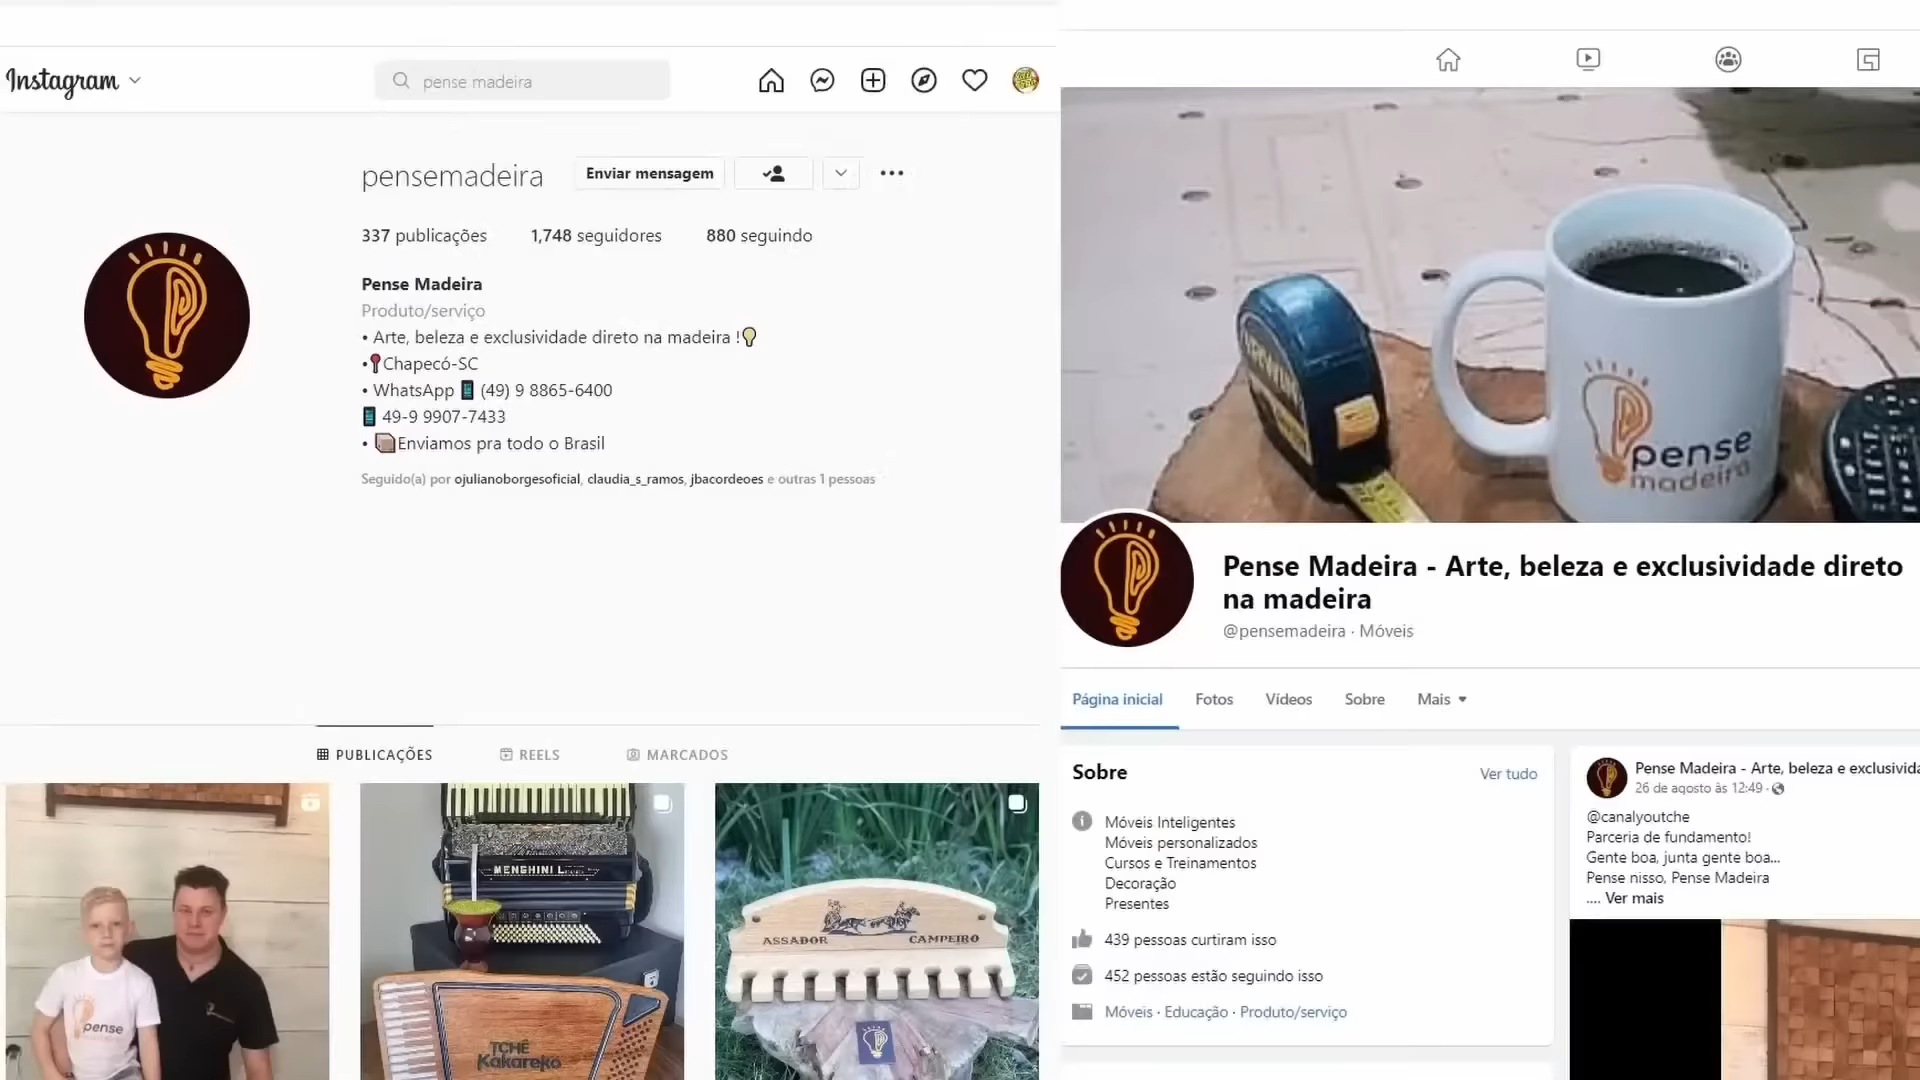 Instagram
pense madeira
pensemadeira
Enviar mensagem
337 publicações
1,748 seguidores
880 seguindo
Pense Madeira
Produto/serviço
• Arte, beleza e exclusividade direto na madeira !💡
•📍Chapecó-SC
• WhatsApp 📱 (49) 9 8865-6400
📱 49-9 9907-7433
• 📦Enviamos pra todo o Brasil
Seguido(a) por ojulianoborgesoficial, claudia_s_ramos, jbacordeoes e outras 1 pessoas
PUBLICAÇÕES
REELS
MARCADOS
pense
MENGHINI
TCHÊ
Kakareko
ASSADOR CAMPEIRO
pense
madeira
Pense Madeira - Arte, beleza e exclusividade direto
na madeira
@pensemadeira · Móveis
Página inicial
Fotos
Vídeos
Sobre
Mais
Sobre
Ver tudo
Móveis Inteligentes
Móveis personalizados
Cursos e Treinamentos
Decoração
Presentes
439 pessoas curtiram isso
452 pessoas estão seguindo isso
Móveis · Educação · Produto/serviço
Pense Madeira - Arte, beleza e exclusivida
26 de agosto às 12:49 ·
@canalyoutche
Parceria de fundamento!
Gente boa, junta gente boa...
Pense nisso, Pense Madeira
.... Ver mais